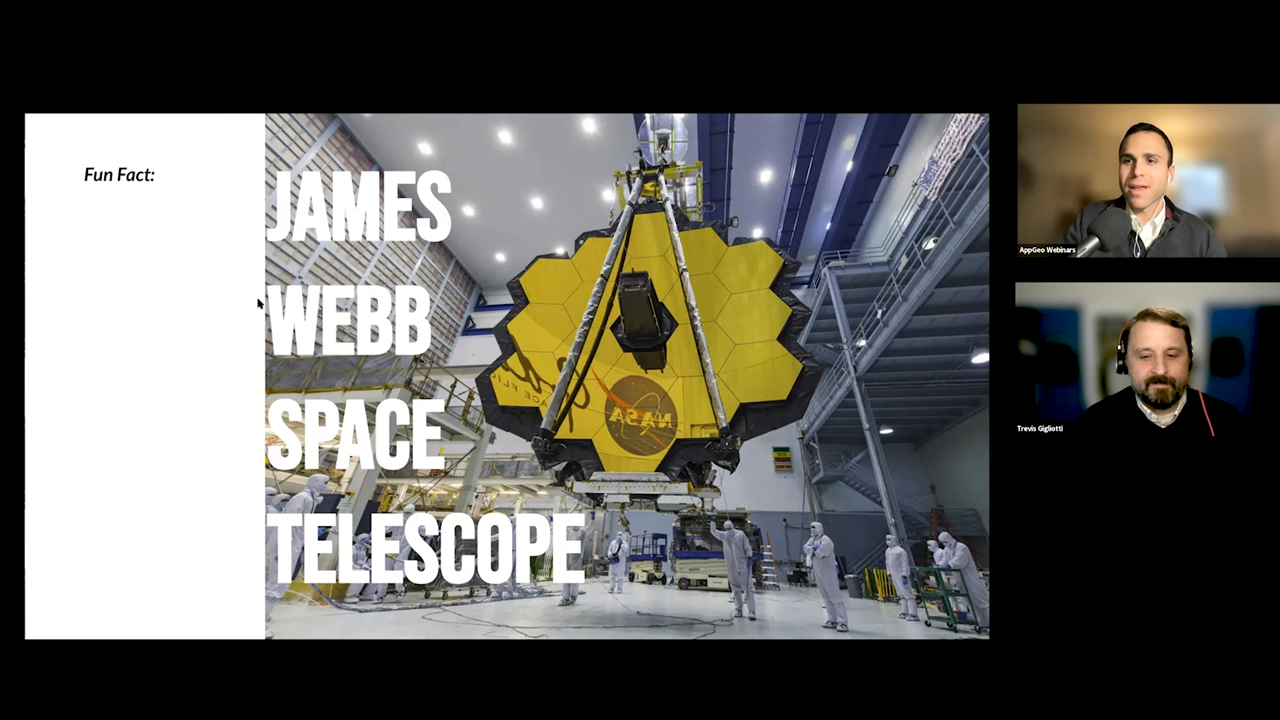 Fun Fact:
JAMES
WEBB
SPACE
TELESCOPE
NASA
AppGeo Webinars
Trevis Gigliotti